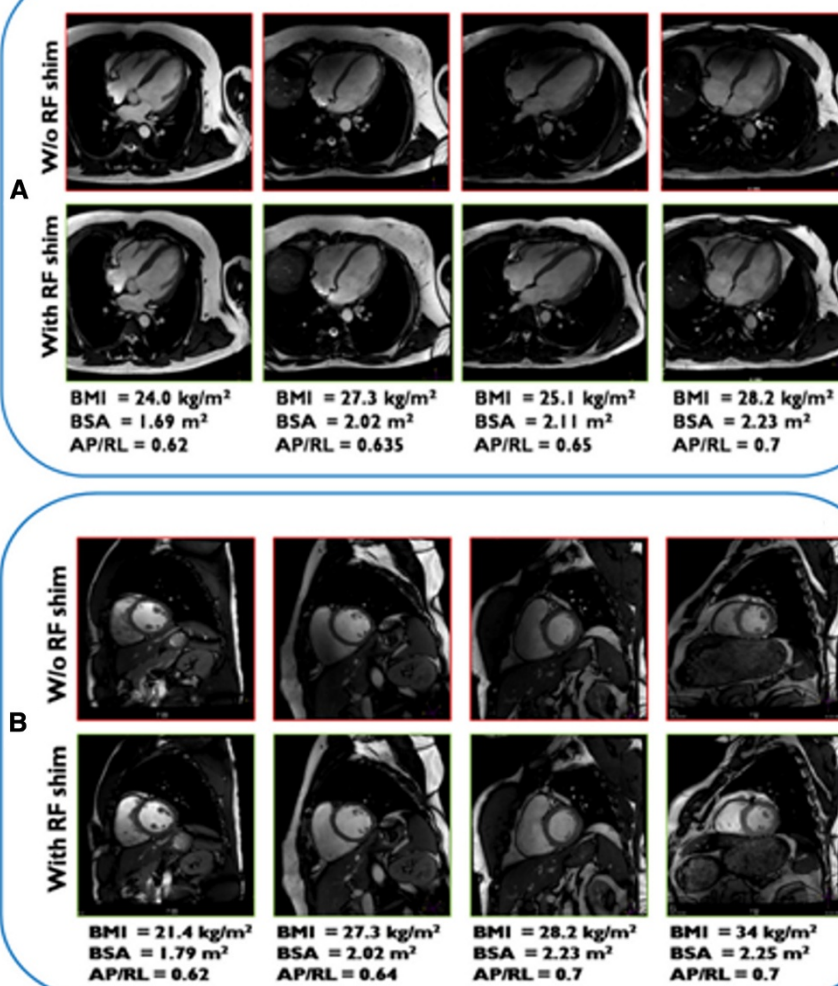 A
W/o RF shim
With RF shim
BMI = 24.0 kg/m²
BSA = 1.69 m²
AP/RL = 0.62
BMI = 27.3 kg/m²
BSA = 2.02 m²
AP/RL = 0.635
BMI = 25.1 kg/m²
BSA = 2.11 m²
AP/RL = 0.65
BMI = 28.2 kg/m²
BSA = 2.23 m²
AP/RL = 0.7
B
W/o RF shim
With RF shim
BMI = 21.4 kg/m²
BSA = 1.79 m²
AP/RL = 0.62
BMI = 27.3 kg/m²
BSA = 2.02 m²
AP/RL = 0.64
BMI = 28.2 kg/m²
BSA = 2.23 m²
AP/RL = 0.7
BMI = 34 kg/m²
BSA = 2.25 m²
AP/RL = 0.7